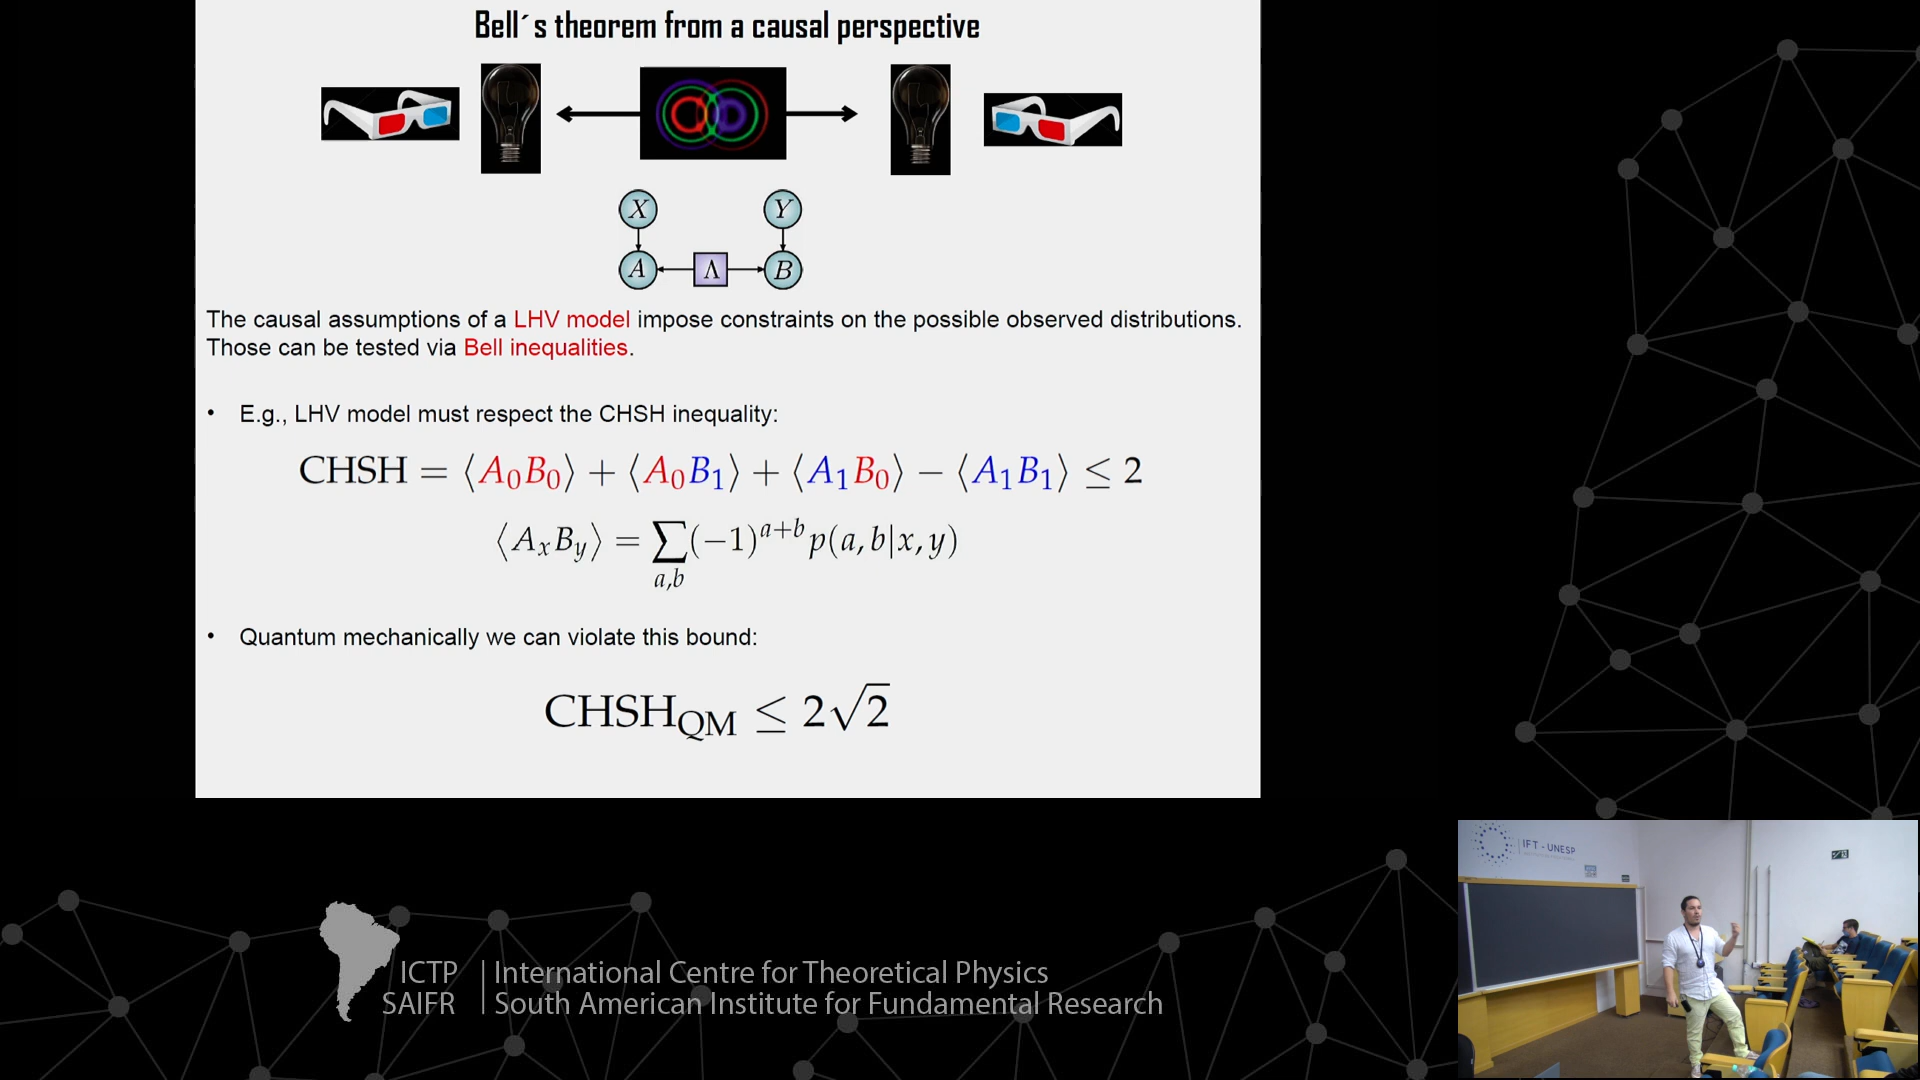 Bell´s theorem from a causal perspective
X Y
A Λ B
The causal assumptions of a LHV model impose constraints on the possible observed distributions.
Those can be tested via Bell inequalities.
• E.g., LHV model must respect the CHSH inequality:
CHSH = ⟨A₀B₀⟩ + ⟨A₀B₁⟩ + ⟨A₁B₀⟩ − ⟨A₁B₁⟩ ≤ 2
⟨AₓB_y⟩ = ∑_{a,b} (−1)^{a+b} p(a, b|x, y)
• Quantum mechanically we can violate this bound:
CHSH_QM ≤ 2√2
IFT - UNESP
ICTP | International Centre for Theoretical Physics
SAIFR | South American Institute for Fundamental Research